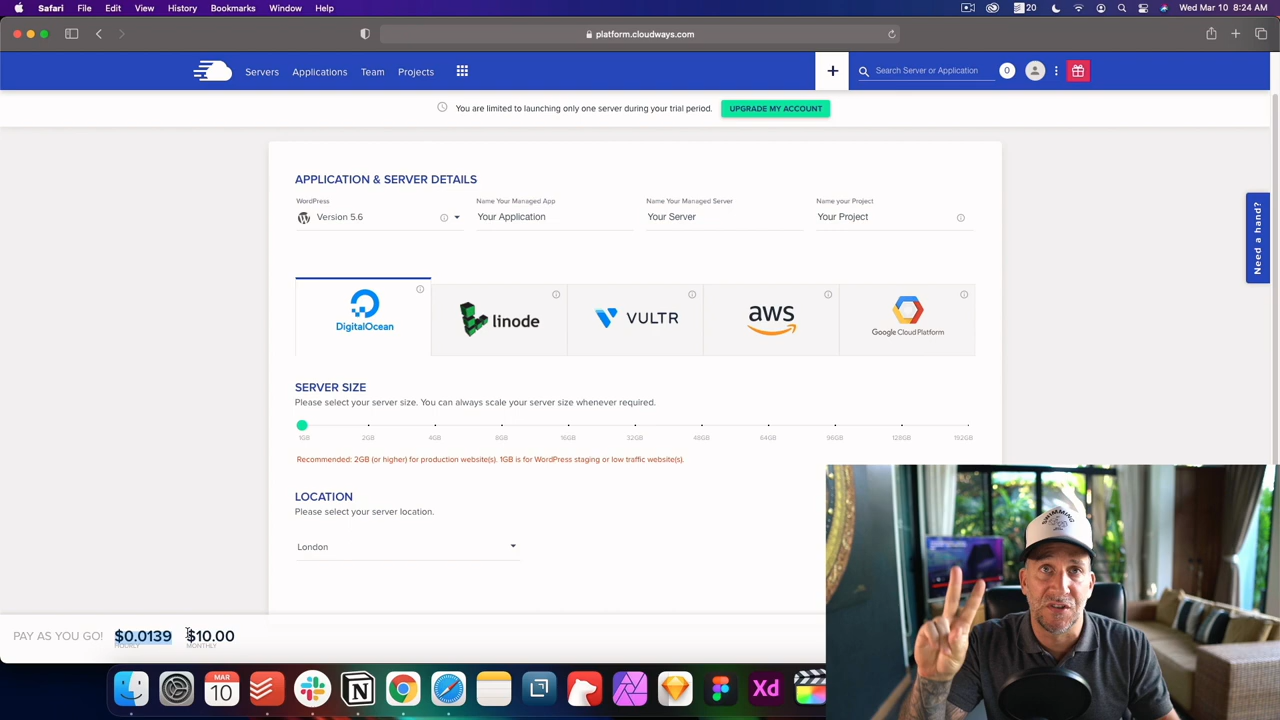 Safari File Edit View History Bookmarks Window Help
20 Wed Mar 10 8:24 AM
platform.cloudways.com
Servers Applications Team Projects
Search Server or Application 0
You are limited to launching only one server during your trial period. UPGRADE MY ACCOUNT
APPLICATION & SERVER DETAILS
WordPress Name Your Managed App Name Your Managed Server Name your Project
Version 5.6 Your Application Your Server Your Project
Need a hand?
DigitalOcean linode VULTR aws Google Cloud Platform
SERVER SIZE
Please select your server size. You can always scale your server size whenever required.
1GB 2GB 4GB 8GB 16GB 32GB 48GB 64GB 96GB 128GB 192GB
Recommended: 2GB (or higher) for production website(s). 1GB is for WordPress staging or low traffic website(s).
LOCATION
Please select your server location.
London
PAY AS YOU GO! $0.0139 $10.00
HOURLY MONTHLY
SWIMMING
MAR
10
Xd